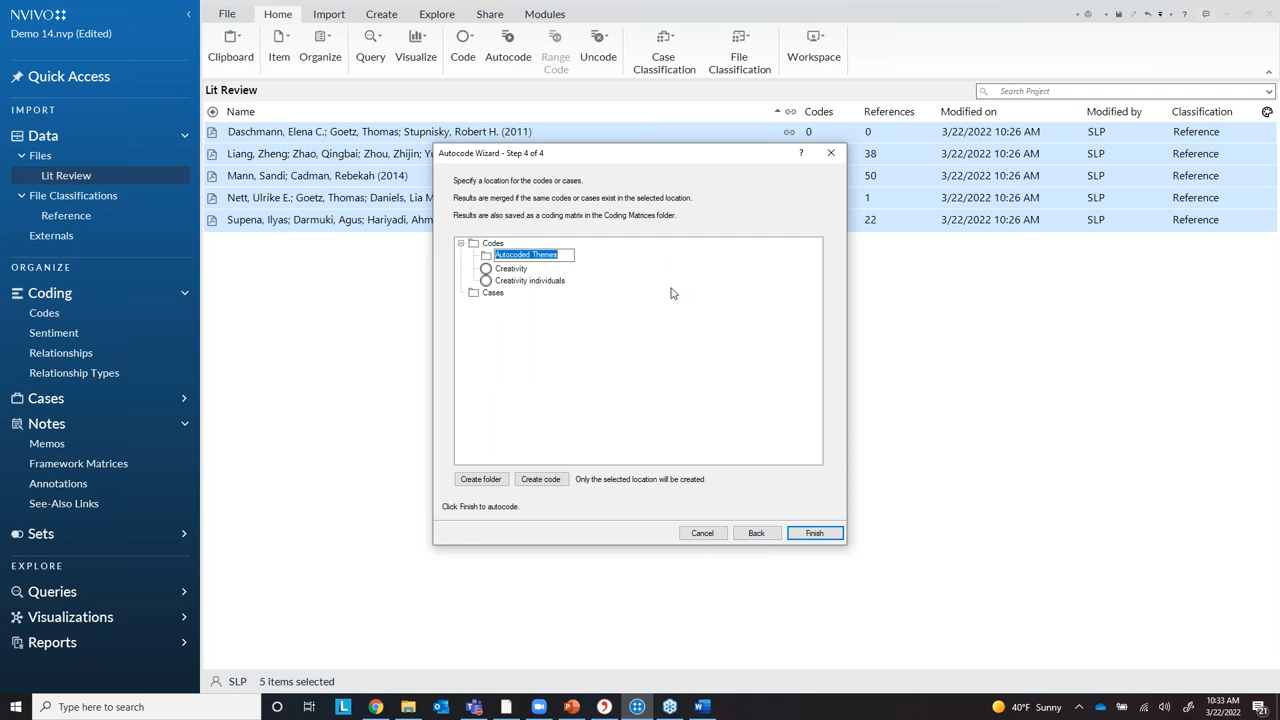 NVIVO
Demo 14.nvp (Edited)
Quick Access
IMPORT
Data
Files
Lit Review
File Classifications
Reference
Externals
ORGANIZE
Coding
Codes
Sentiment
Relationships
Relationship Types
Cases
Notes
Memos
Framework Matrices
Annotations
See-Also Links
Sets
EXPLORE
Queries
Visualizations
Reports
File Home Import Create Explore Share Modules
Clipboard Item Organize Query Visualize Code Autocode Range Code Uncode Case Classification File Classification Workspace
Lit Review Search Project
Name Codes References Modified on Modified by Classification
Daschmann, Elena C.; Goetz, Thomas; Stupnisky, Robert H. (2011) 0 0 3/22/2022 10:26 AM SLP Reference
Liang, Zheng; Zhao, Qingbai; Zhou, Zhijin; 38 3/22/2022 10:26 AM SLP Reference
Mann, Sandi; Cadman, Rebekah (2014) 50 3/22/2022 10:26 AM SLP Reference
Nett, Ulrike E.; Goetz, Thomas; Daniels, Lia M 1 3/22/2022 10:26 AM SLP Reference
Supena, Ilyas; Darmuki, Agus; Hariyadi, Ahm 22 3/22/2022 10:26 AM SLP Reference
Autocode Wizard - Step 4 of 4
Specify a location for the codes or cases.
Results are merged if the same codes or cases exist in the selected location.
Results are also saved as a coding matrix in the Coding Matrices folder.
Codes
Autocoded Themes
Creativity
Creativity individuals
Cases
Create folder Create code Only the selected location will be created.
Click Finish to autocode.
Cancel Back Finish
SLP 5 items selected
Type here to search
40°F Sunny
10:33 AM
3/22/2022